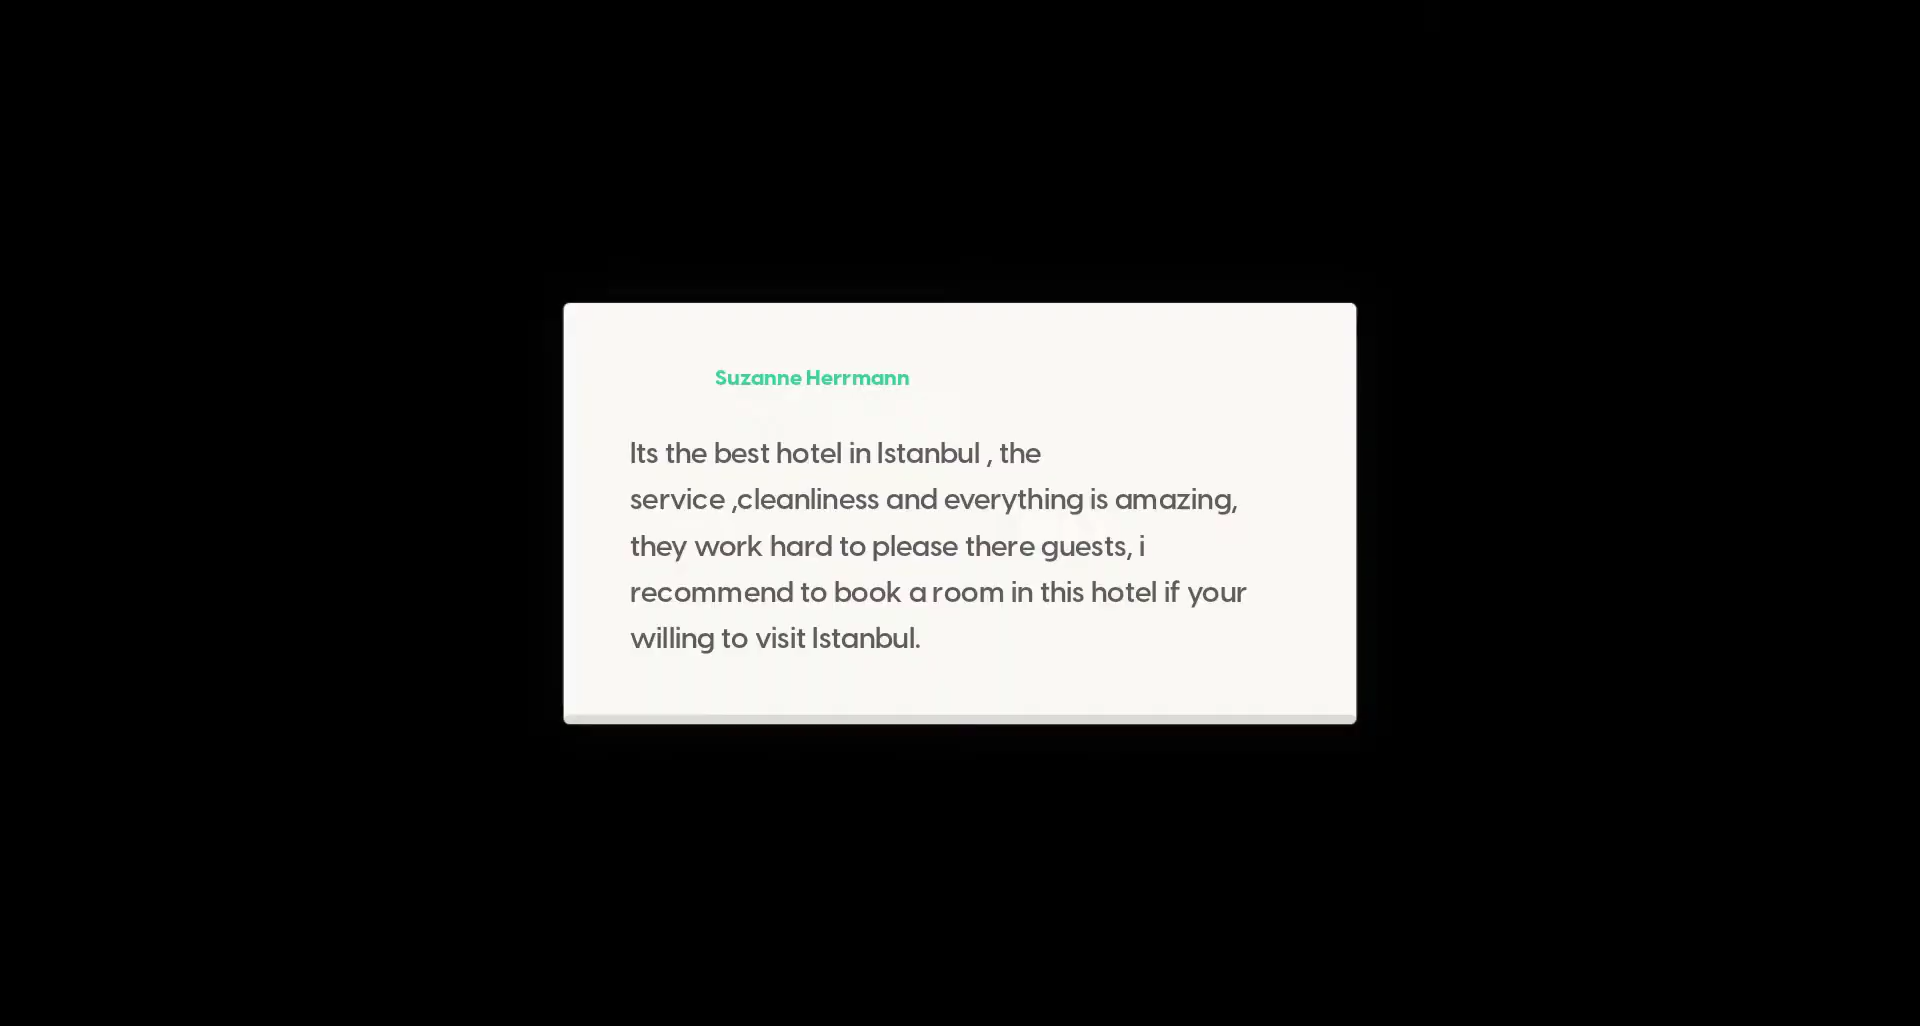 Suzanne Herrmann
Its the best hotel in Istanbul , the
service ,cleanliness and everything is amazing,
they work hard to please there guests, i
recommend to book a room in this hotel if your
willing to visit Istanbul.